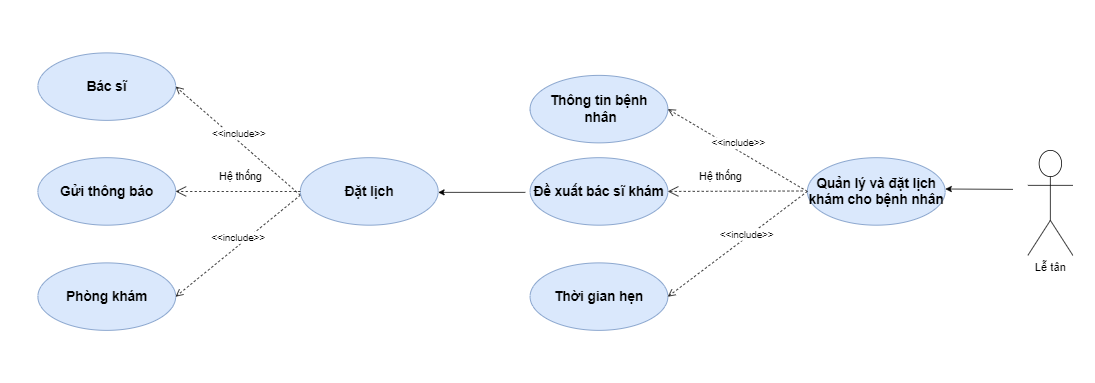 Bác sĩ
<<include>>
Gửi thông báo
Hệ thống
Đặt lịch
<<include>>
Phòng khám
Thông tin bệnh
nhân
<<include>>
Đề xuất bác sĩ khám
Hệ thống
Quản lý và đặt lịch
khám cho bệnh nhân
<<include>>
Thời gian hẹn
Lễ tân